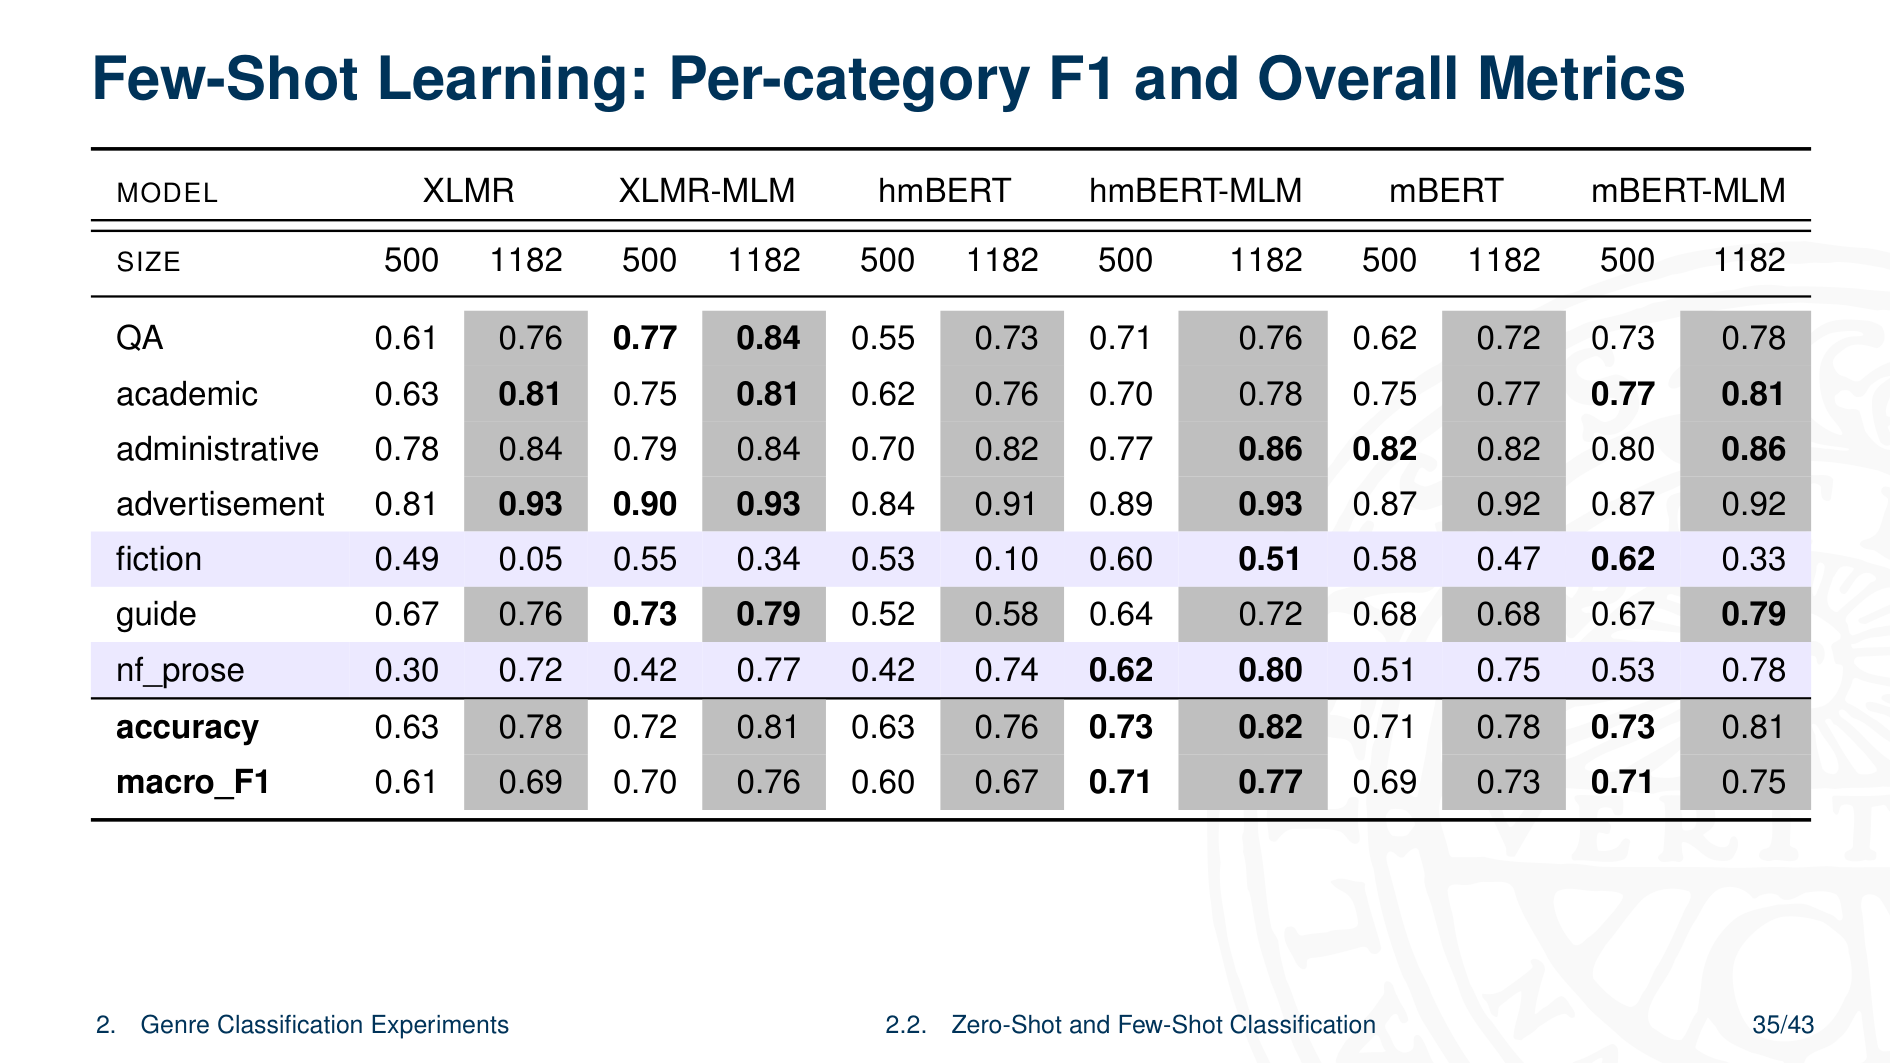 Few-Shot Learning: Per-category F1 and Overall Metrics
MODEL XLMR XLMR-MLM hmBERT hmBERT-MLM mBERT mBERT-MLM
SIZE 500 1182 500 1182 500 1182 500 1182 500 1182 500 1182
QA 0.61 0.76 0.77 0.84 0.55 0.73 0.71 0.76 0.62 0.72 0.73 0.78
academic 0.63 0.81 0.75 0.81 0.62 0.76 0.70 0.78 0.75 0.77 0.77 0.81
administrative 0.78 0.84 0.79 0.84 0.70 0.82 0.77 0.86 0.82 0.82 0.80 0.86
advertisement 0.81 0.93 0.90 0.93 0.84 0.91 0.89 0.93 0.87 0.92 0.87 0.92
fiction 0.49 0.05 0.55 0.34 0.53 0.10 0.60 0.51 0.58 0.47 0.62 0.33
guide 0.67 0.76 0.73 0.79 0.52 0.58 0.64 0.72 0.68 0.68 0.67 0.79
nf_prose 0.30 0.72 0.42 0.77 0.42 0.74 0.62 0.80 0.51 0.75 0.53 0.78
accuracy 0.63 0.78 0.72 0.81 0.63 0.76 0.73 0.82 0.71 0.78 0.73 0.81
macro_F1 0.61 0.69 0.70 0.76 0.60 0.67 0.71 0.77 0.69 0.73 0.71 0.75
2. Genre Classification Experiments 2.2. Zero-Shot and Few-Shot Classification 35/43